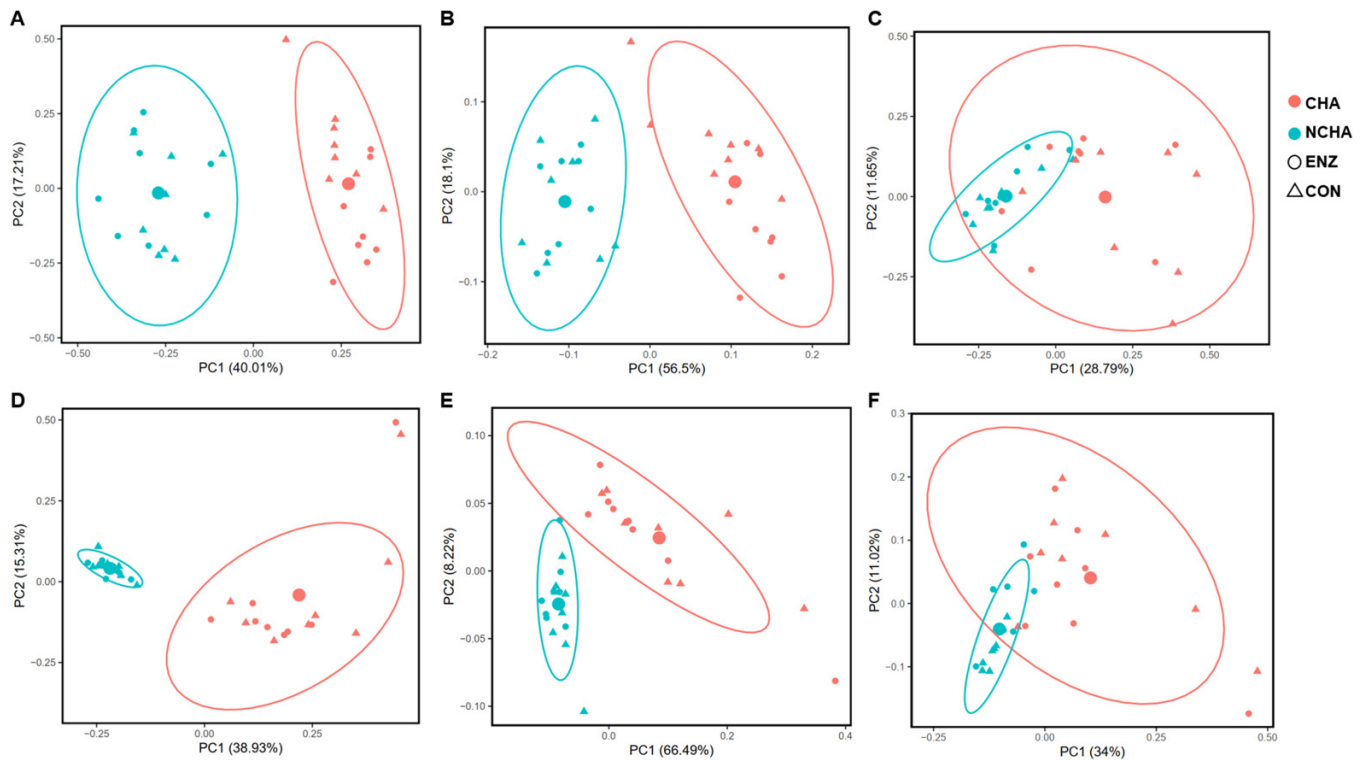 A
0.50
0.25
0.00
−0.25
−0.50
−0.50
−0.25
0.00
0.25
PC1 (40.01%)
PC2 (17.21%)
B
0.1
0.0
−0.1
−0.2
−0.1
0.0
0.1
0.2
PC1 (56.5%)
PC2 (18.1%)
C
0.50
0.25
0.00
−0.25
−0.25
0.00
0.25
0.50
PC1 (28.79%)
PC2 (11.65%)
CHA
NCHA
ENZ
CON
D
0.50
0.25
0.00
−0.25
−0.25
0.00
0.25
PC1 (38.93%)
PC2 (15.31%)
E
0.10
0.05
0.00
−0.05
−0.10
0.0
0.2
0.4
PC1 (66.49%)
PC2 (8.22%)
F
0.3
0.2
0.1
0.0
−0.1
−0.25
0.00
0.25
0.50
PC1 (34%)
PC2 (11.02%)